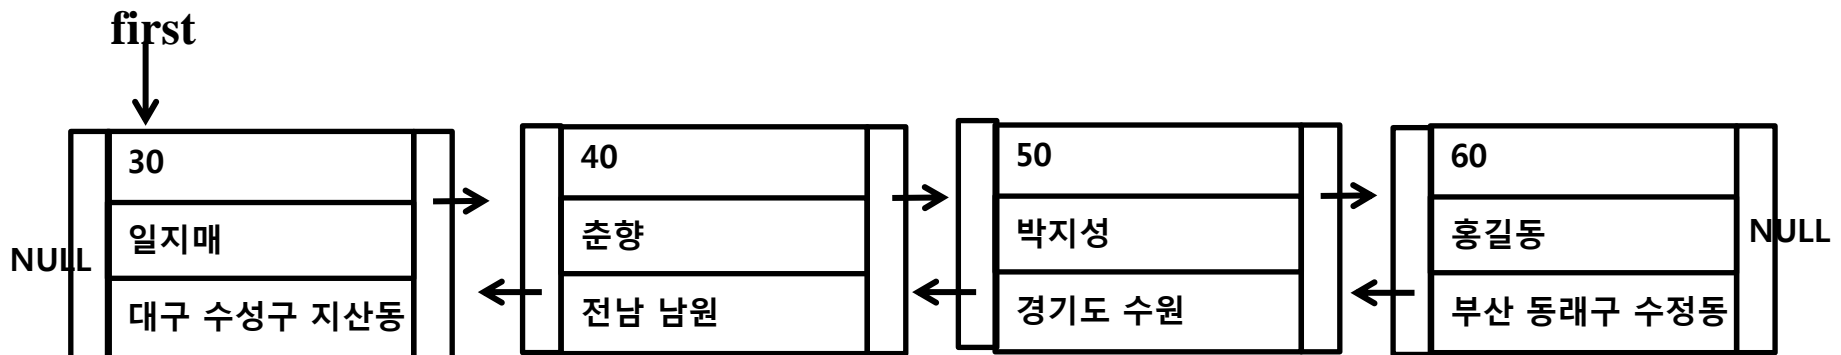 first
NULL
30
일지매
대구 수성구 지산동
40
춘향
전남 남원
50
박지성
경기도 수원
60
홍길동
부산 동래구 수정동
NULL